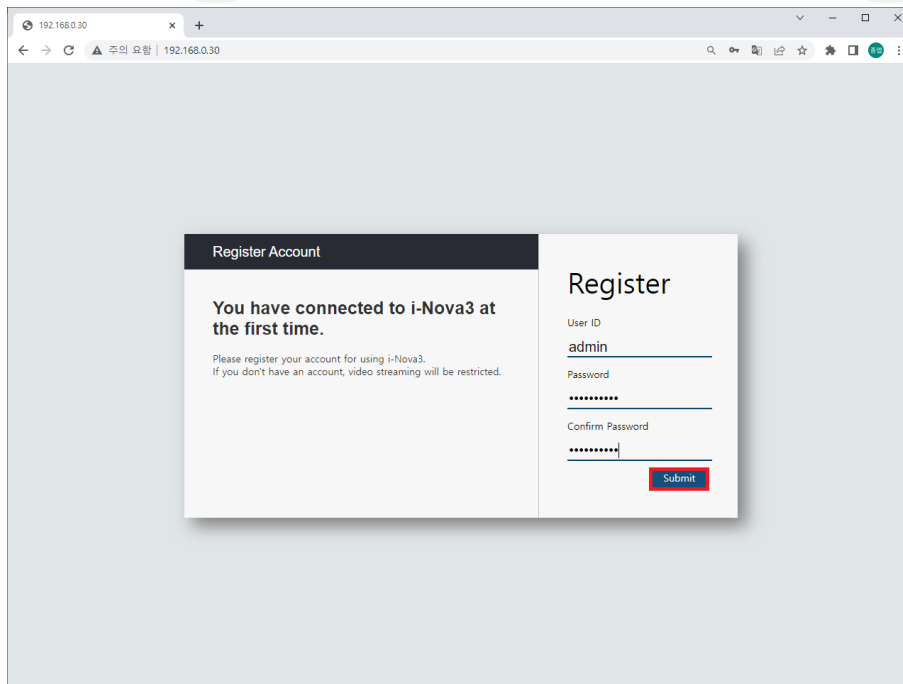 192.168.0.30
주의 요함 | 192.168.0.30
Register Account
You have connected to i-Nova3 at
the first time.
Please register your account for using i-Nova3.
If you don't have an account, video streaming will be restricted.
Register
User ID
admin
Password
••••••••••
Confirm Password
••••••••••
Submit